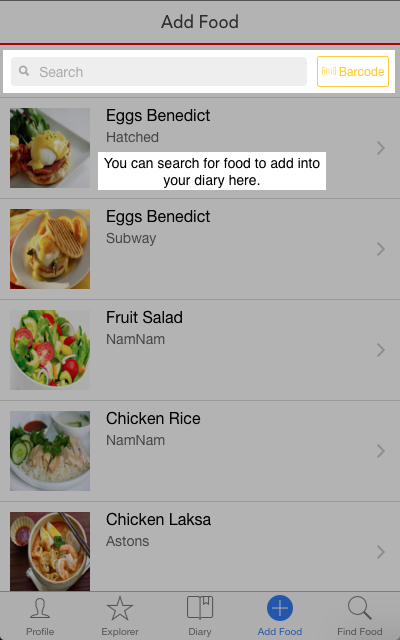 Add Food
Search
Barcode
Eggs Benedict
Hatched
You can search for food to add into
your diary here.
Eggs Benedict
Subway
Fruit Salad
NamNam
Chicken Rice
NamNam
Chicken Laksa
Astons
Profile
Explorer
Diary
Add Food
Find Food